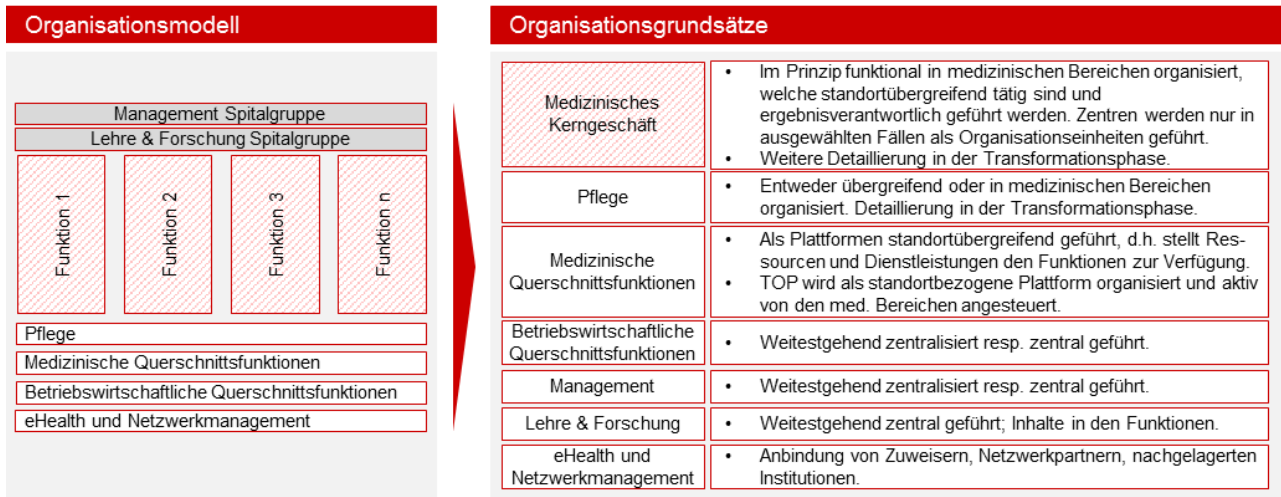 Organisationsmodell
Management Spitalgruppe
Lehre & Forschung Spitalgruppe
Funktion 1
Funktion 2
Funktion 3
Funktion n
Pflege
Medizinische Querschnittsfunktionen
Betriebswirtschaftliche Querschnittsfunktionen
eHealth und Netzwerkmanagement
Organisationsgrundsätze
Medizinisches
Kerngeschäft
• Im Prinzip funktional in medizinischen Bereichen organisiert,
welche standortübergreifend tätig sind und
ergebnisverantwortlich geführt werden. Zentren werden nur in
ausgewählten Fällen als Organisationseinheiten geführt.
• Weitere Detaillierung in der Transformationsphase.
Pflege
• Entweder übergreifend oder in medizinischen Bereichen
organisiert. Detaillierung in der Transformationsphase.
Medizinische
Querschnittsfunktionen
• Als Plattformen standortübergreifend geführt, d.h. stellt Res-
sourcen und Dienstleistungen den Funktionen zur Verfügung.
• TOP wird als standortbezogene Plattform organisiert und aktiv
von den med. Bereichen angesteuert.
Betriebswirtschaftliche
Querschnittsfunktionen
• Weitestgehend zentralisiert resp. zentral geführt.
Management
• Weitestgehend zentralisiert resp. zentral geführt.
Lehre & Forschung
• Weitestgehend zentral geführt; Inhalte in den Funktionen.
eHealth und
Netzwerkmanagement
• Anbindung von Zuweisern, Netzwerkpartnern, nachgelagerten
Institutionen.